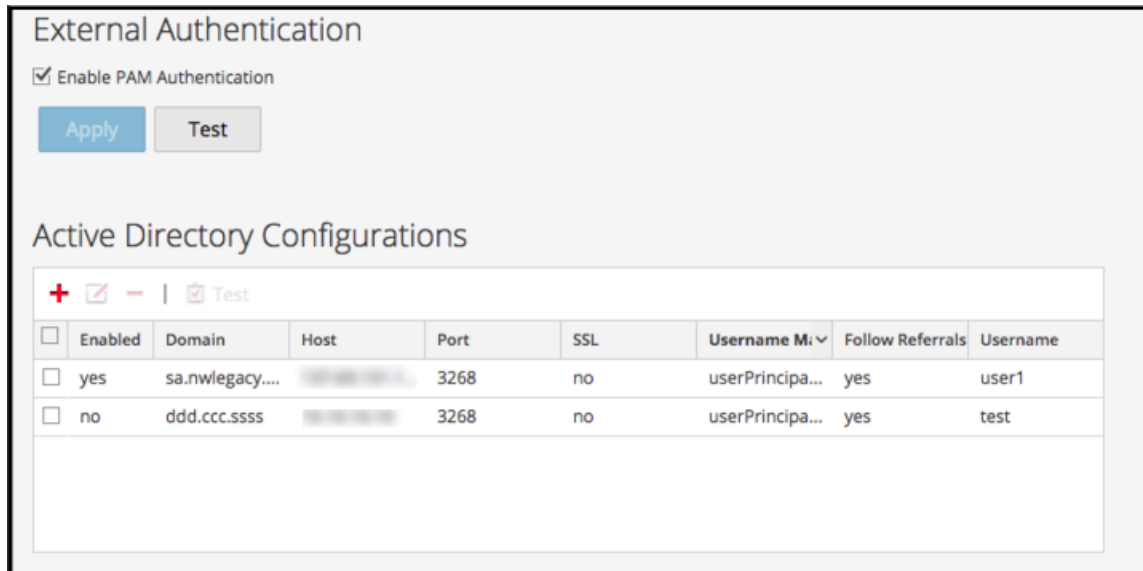 External Authentication
Enable PAM Authentication
Apply Test
Active Directory Configurations
Test
Enabled Domain Host Port SSL Username Ma Follow Referrals Username
yes sa.nwlegacy.... 3268 no userPrincipa... yes user1
no ddd.ccc.ssss 3268 no userPrincipa... yes test